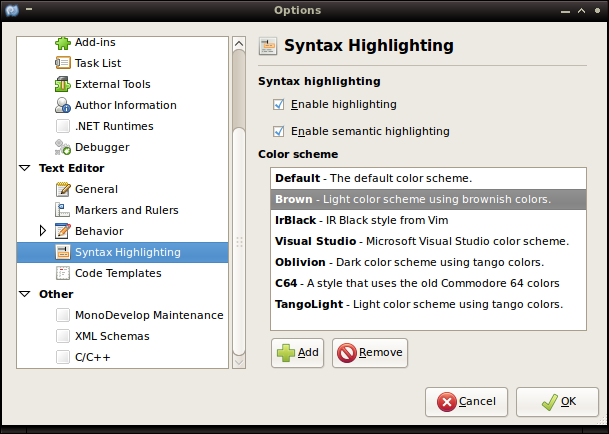 Options
Add-ins
Task List
External Tools
Author Information
.NET Runtimes
Debugger
Text Editor
General
Markers and Rulers
Behavior
Syntax Highlighting
Code Templates
Other
MonoDevelop Maintenance
XML Schemas
C/C++
Syntax Highlighting
Syntax highlighting
Enable highlighting
Enable semantic highlighting
Color scheme
Default - The default color scheme.
Brown - Light color scheme using brownish colors.
IrBlack - IR Black style from Vim
Visual Studio - Microsoft Visual Studio color scheme.
Oblivion - Dark color scheme using tango colors.
C64 - A style that uses the old Commodore 64 colors
TangoLight - Light color scheme using tango colors.
Add
Remove
Cancel
OK